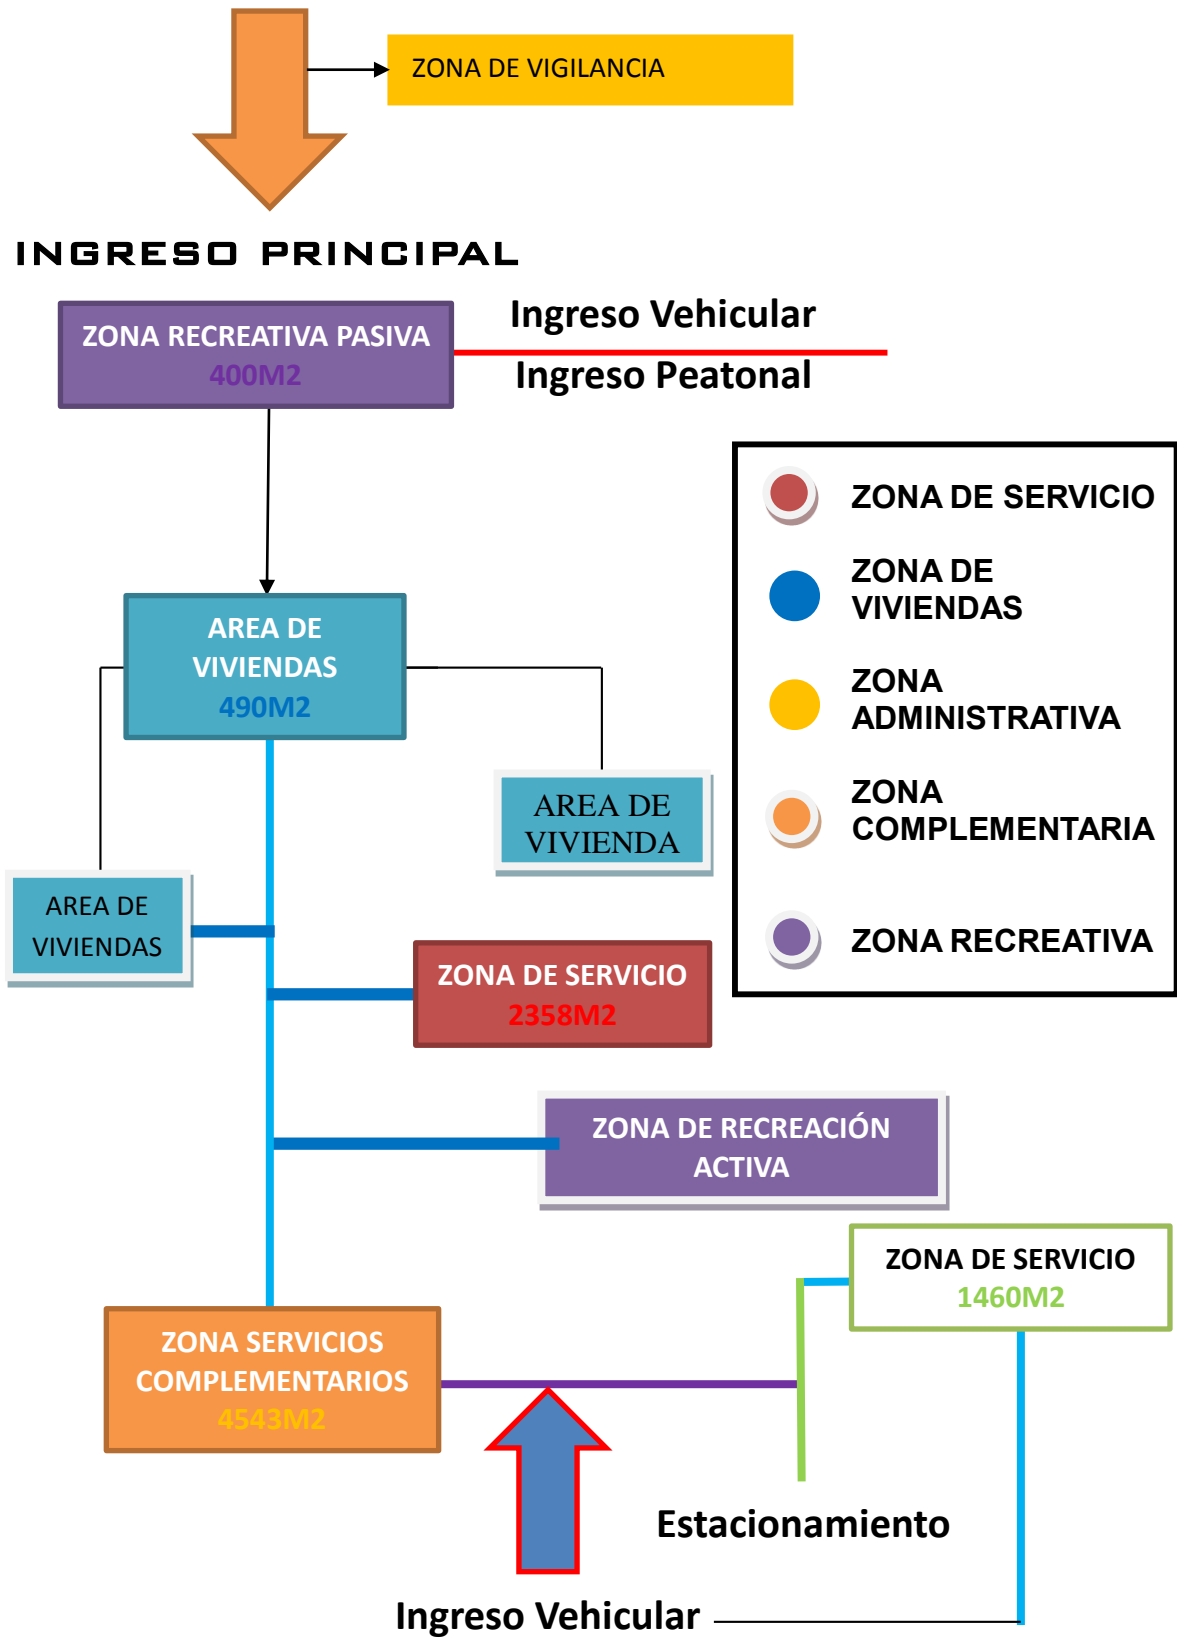 ZONA DE VIGILANCIA
INGRESO PRINCIPAL
ZONA RECREATIVA PASIVA
400M2
Ingreso Vehicular
Ingreso Peatonal
ZONA DE SERVICIO
ZONA DE
VIVIENDAS
ZONA
ADMINISTRATIVA
ZONA
COMPLEMENTARIA
ZONA RECREATIVA
AREA DE
VIVIENDAS
490M2
AREA DE
VIVIENDA
AREA DE
VIVIENDAS
ZONA DE SERVICIO
2358M2
ZONA DE RECREACIÓN
ACTIVA
ZONA DE SERVICIO
1460M2
ZONA SERVICIOS
COMPLEMENTARIOS
4543M2
Estacionamiento
Ingreso Vehicular